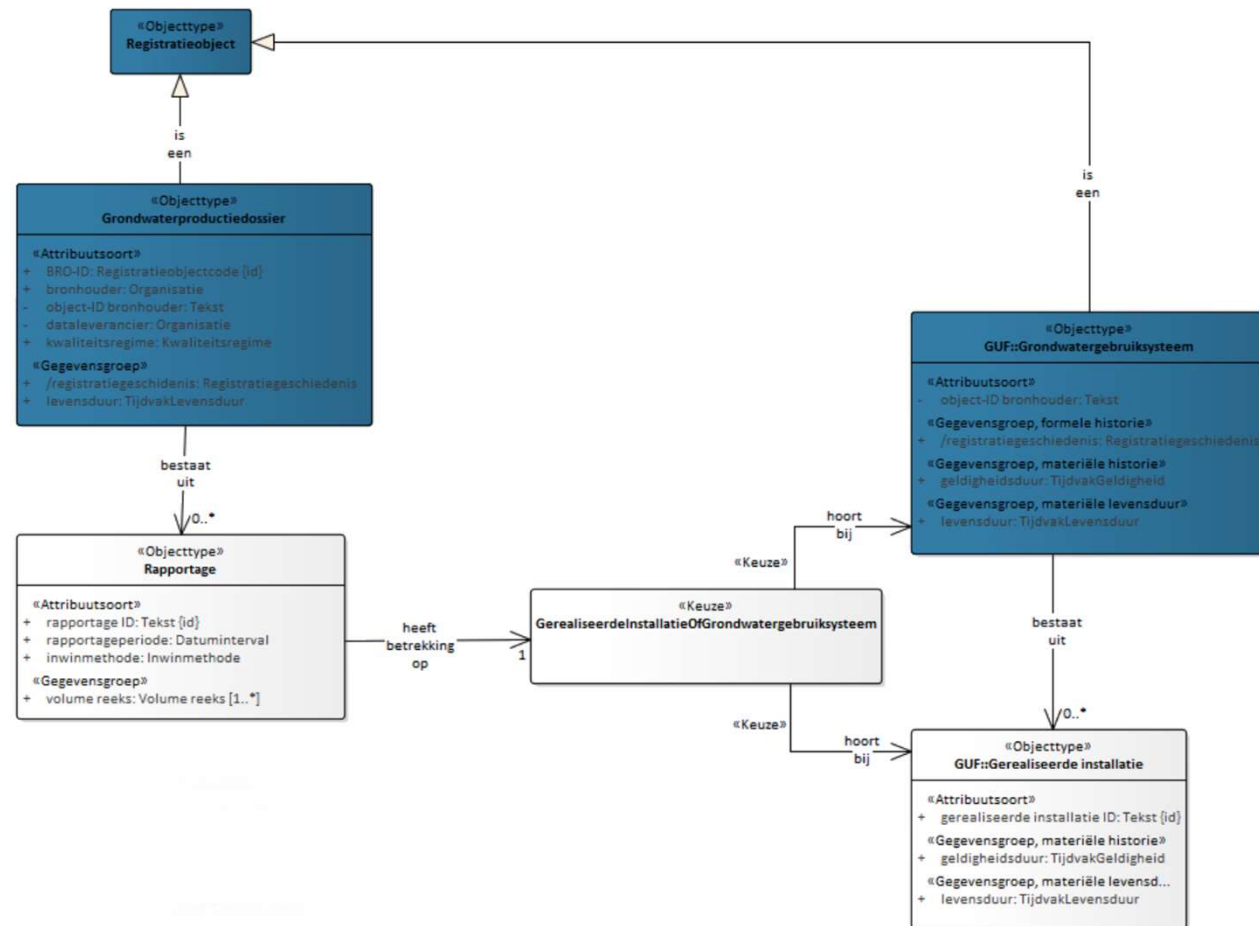 «Objecttype»
Registratieobject
is
een
is
een
«Objecttype»
Grondwaterproductiedossier
«Attribuutsoort»
+ BRO-ID: Registratieobjectcode {id}
+ bronhouder: Organisatie
- object-ID bronhouder: Tekst
- dataleverancier: Organisatie
+ kwaliteitsregime: Kwaliteitsregime
«Gegevensgroep»
+ /registratiegeschidenis: Registratiegeschiedenis
+ levensduur: TijdvakLevensduur
«Objecttype»
GUF::Grondwatergebruiksysteem
«Attribuutsoort»
- object-ID bronhouder: Tekst
«Gegevensgroep, formele historie»
+ /registratiegeschiedenis: Registratiegeschiedenis
«Gegevensgroep, materiële historie»
+ geldigheidsduur: TijdvakGeldigheid
«Gegevensgroep, materiële levensduur»
+ levensduur: TijdvakLevensduur
bestaat
uit
0..*
«Objecttype»
Rapportage
«Attribuutsoort»
+ rapportage ID: Tekst {id}
+ rapportageperiode: Datuminterval
+ inwinmethode: Inwinmethode
«Gegevensgroep»
+ volume reeks: Volume reeks [1..*]
heeft
betrekking
op
1
«Keuze»
GerealiseerdeInstallatieOfGrondwatergebruiksysteem
«Keuze»
hoort
bij
«Keuze»
hoort
bij
bestaat
uit
0..*
«Objecttype»
GUF::Gerealiseerde installatie
«Attribuutsoort»
+ gerealiseerde installatie ID: Tekst {id}
«Gegevensgroep, materiële historie»
+ geldigheidsduur: TijdvakGeldigheid
«Gegevensgroep, materiële levensd...
+ levensduur: TijdvakLevensduur